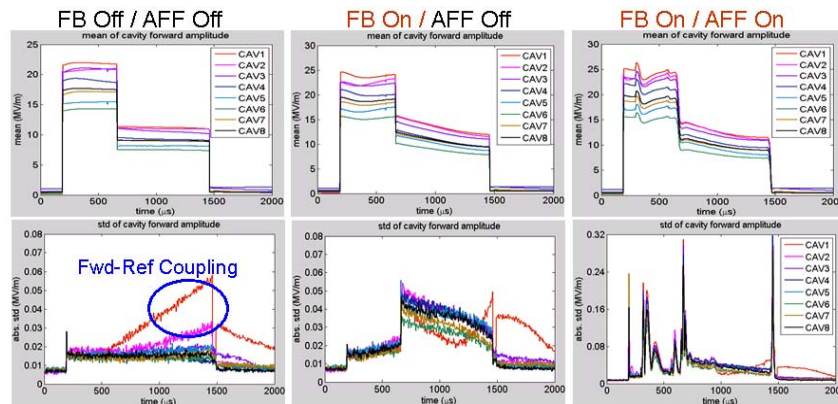 FB Off / AFF Off
FB On / AFF Off
FB On / AFF On
mean of cavity forward amplitude
mean (MV/m)
25
20
15
10
5
0
0 500 1000 1500 2000
time (µs)
CAV1
CAV2
CAV3
CAV4
CAV5
CAV6
CAV7
CAV8
mean of cavity forward amplitude
mean (MV/m)
30
25
20
15
10
5
0
0 500 1000 1500 2000
time (µs)
CAV1
CAV2
CAV3
CAV4
CAV5
CAV6
CAV7
CAV8
mean of cavity forward amplitude
mean (MV/m)
30
25
20
15
10
5
0
0 500 1000 1500 2000
time (µs)
CAV1
CAV2
CAV3
CAV4
CAV5
CAV6
CAV7
CAV8
std of cavity forward amplitude
abs. std (MV/m)
0.08
0.07
0.06
0.05
0.04
0.03
0.02
0.01
0
0 500 1000 1500 2000
time (µs)
Fwd-Ref Coupling
std of cavity forward amplitude
abs. std (MV/m)
0.08
0.07
0.06
0.05
0.04
0.03
0.02
0.01
0
0 500 1000 1500 2000
time (µs)
std of cavity forward amplitude
abs. std (MV/m)
0.32
0.24
0.16
0.08
0
0 500 1000 1500 2000
time (µs)
CAV1
CAV2
CAV3
CAV4
CAV5
CAV6
CAV7
CAV8